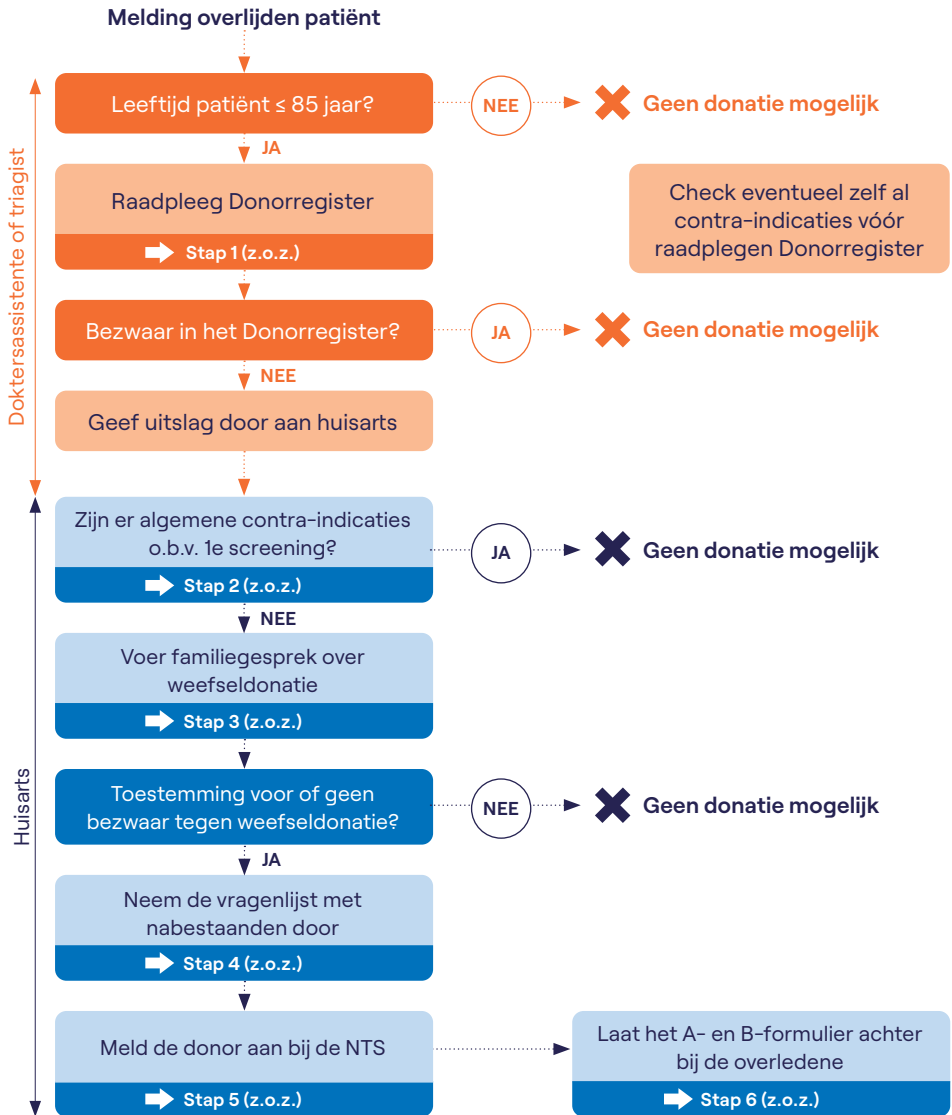 Melding overlijden patiënt
Leeftijd patiënt ≤ 85 jaar?
NEE
Geen donatie mogelijk
JA
Raadpleeg Donorregister
Stap 1 (z.o.z.)
Check eventueel zelf al
contra-indicaties vóór
raadplegen Donorregister
Bezwaar in het Donorregister?
JA
Geen donatie mogelijk
NEE
Geef uitslag door aan huisarts
Doktersassistente of triagist
Zijn er algemene contra-indicaties
o.b.v. 1e screening?
Stap 2 (z.o.z.)
JA
Geen donatie mogelijk
NEE
Voer familiegesprek over
weefseldonatie
Stap 3 (z.o.z.)
Toestemming voor of geen
bezwaar tegen weefseldonatie?
NEE
Geen donatie mogelijk
JA
Neem de vragenlijst met
nabestaanden door
Stap 4 (z.o.z.)
Meld de donor aan bij de NTS
Stap 5 (z.o.z.)
Laat het A- en B-formulier achter
bij de overledene
Stap 6 (z.o.z.)
Huisarts